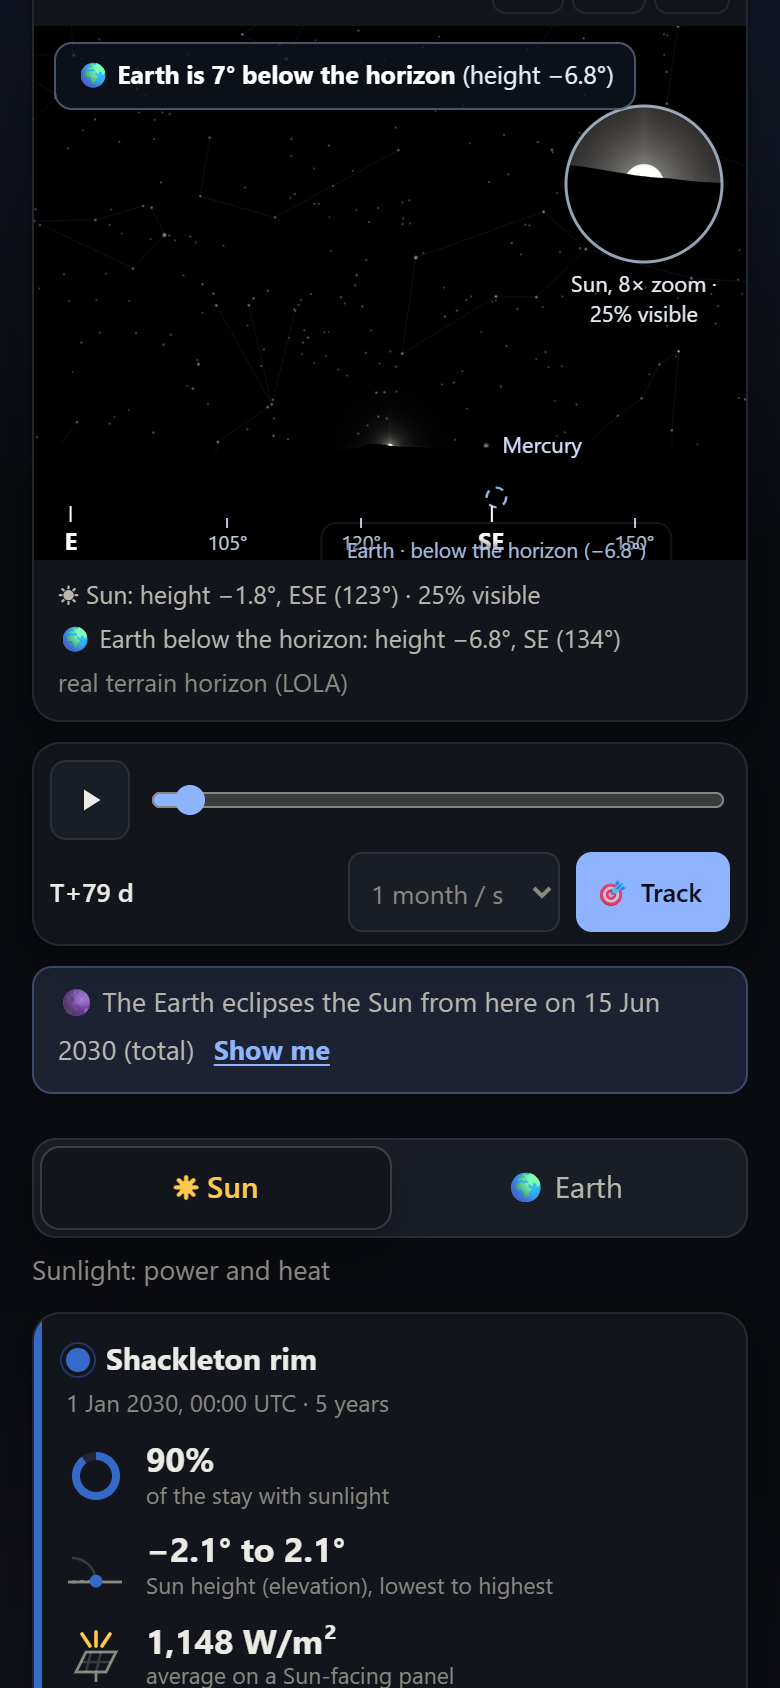 Earth is 7° below the horizon (height −6.8°)
Sun, 8× zoom ·
25% visible
Mercury
E
105°
120°
SE
150°
Earth · below the horizon (−6.8°)
Sun: height −1.8°, ESE (123°) · 25% visible
Earth below the horizon: height −6.8°, SE (134°)
real terrain horizon (LOLA)
T+79 d
1 month / s
Track
The Earth eclipses the Sun from here on 15 Jun
2030 (total) Show me
Sun
Earth
Sunlight: power and heat
Shackleton rim
1 Jan 2030, 00:00 UTC · 5 years
90%
of the stay with sunlight
−2.1° to 2.1°
Sun height (elevation), lowest to highest
1,148 W/m²
average on a Sun-facing panel